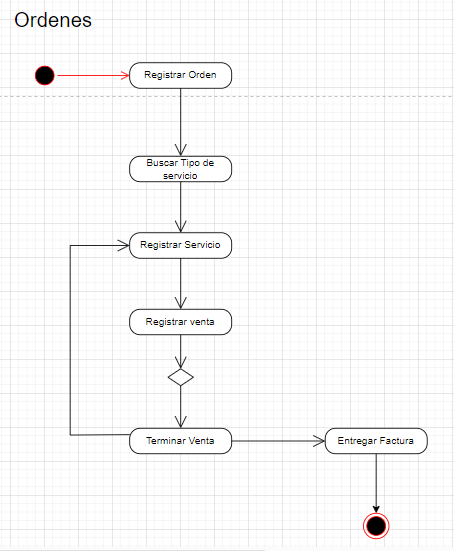 Ordenes
Registrar Orden
Buscar Tipo de
servicio
Registrar Servicio
Registrar venta
Terminar Venta
Entregar Factura